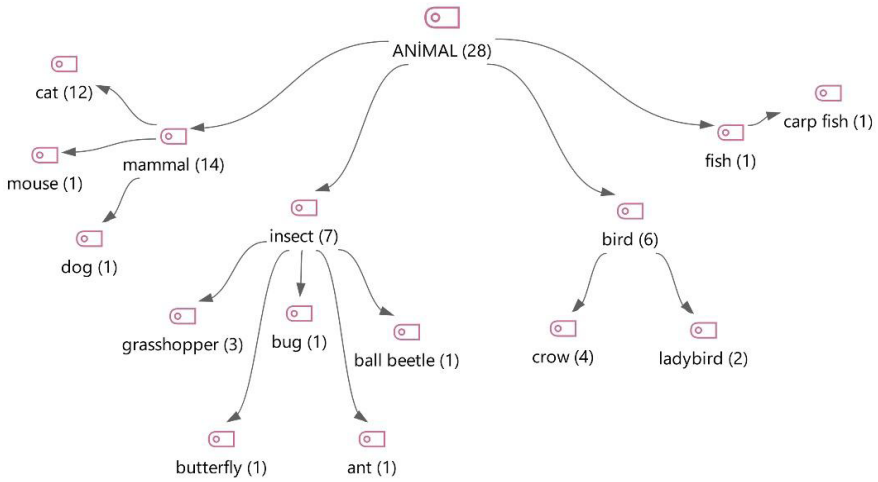 ANİMAL (28)
cat (12)
carp fish (1)
mammal (14)
fish (1)
mouse (1)
insect (7)
bird (6)
dog (1)
grasshopper (3)
bug (1)
ball beetle (1)
crow (4)
ladybird (2)
butterfly (1)
ant (1)